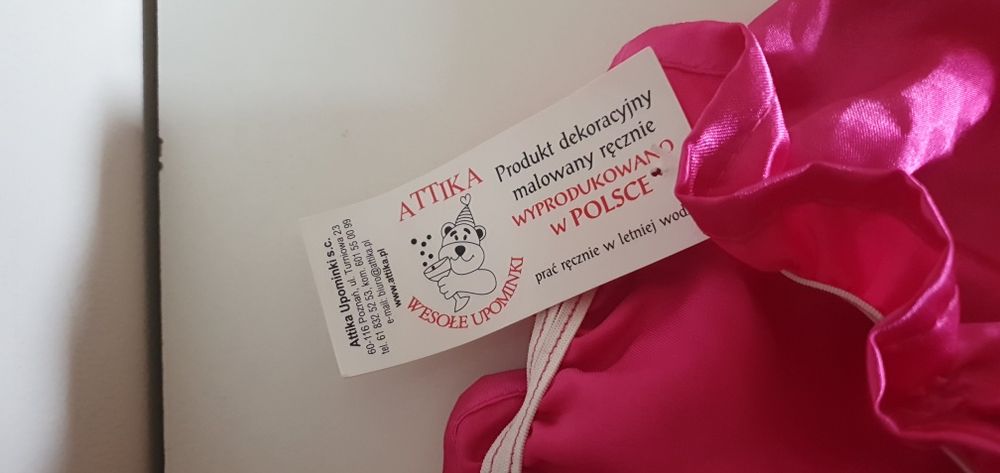 Attika Upominki s.c.
60-116 Poznań, ul. Turniowa 23
tel. 61 832 52 53, kom. 601 55 00 99
e-mail: biuro@attika.pl
www.attika.pl
ATTIKA
WESOŁE UPOMINKI
Produkt dekoracyjny
malowany ręcznie
WYPRODUKOWANO
W POLSCE
prać ręcznie w letniej